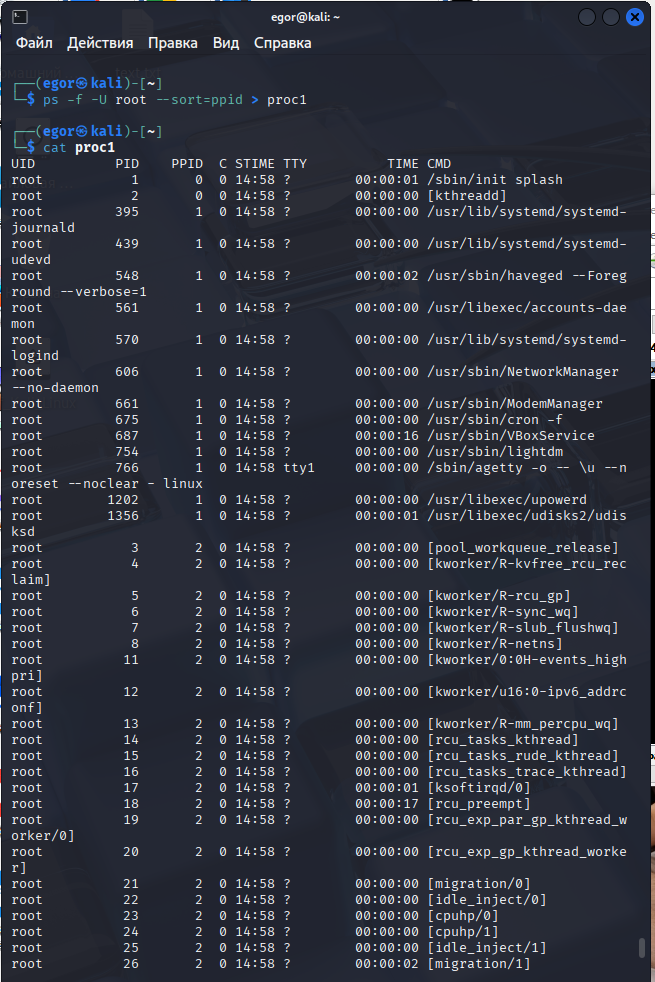 egor@kali: ~
Файл Действия Правка Вид Справка
┌──(egor㉿kali)-[~]
└─$ ps -f -U root --sort=ppid > proc1
┌──(egor㉿kali)-[~]
└─$ cat proc1
UID PID PPID C STIME TTY TIME CMD
root 1 0 0 14:58 ? 00:00:01 /sbin/init splash
root 2 0 0 14:58 ? 00:00:00 [kthreadd]
root 395 1 0 14:58 ? 00:00:00 /usr/lib/systemd/systemd-
journald
root 439 1 0 14:58 ? 00:00:00 /usr/lib/systemd/systemd-
udevd
root 548 1 0 14:58 ? 00:00:02 /usr/sbin/haveged --Foreg
round --verbose=1
root 561 1 0 14:58 ? 00:00:00 /usr/libexec/accounts-dae
mon
root 570 1 0 14:58 ? 00:00:00 /usr/lib/systemd/systemd-
logind
root 606 1 0 14:58 ? 00:00:00 /usr/sbin/NetworkManager
--no-daemon
root 661 1 0 14:58 ? 00:00:00 /usr/sbin/ModemManager
root 675 1 0 14:58 ? 00:00:00 /usr/sbin/cron -f
root 687 1 0 14:58 ? 00:00:16 /usr/sbin/VBoxService
root 754 1 0 14:58 ? 00:00:00 /usr/sbin/lightdm
root 766 1 0 14:58 tty1 00:00:00 /sbin/agetty -o -- \u --n
oreset --noclear - linux
root 1202 1 0 14:58 ? 00:00:00 /usr/libexec/upowerd
root 1356 1 0 14:58 ? 00:00:01 /usr/libexec/udisks2/udis
ksd
root 3 2 0 14:58 ? 00:00:00 [pool_workqueue_release]
root 4 2 0 14:58 ? 00:00:00 [kworker/R-kvfree_rcu_rec
laim]
root 5 2 0 14:58 ? 00:00:00 [kworker/R-rcu_gp]
root 6 2 0 14:58 ? 00:00:00 [kworker/R-sync_wq]
root 7 2 0 14:58 ? 00:00:00 [kworker/R-slub_flushwq]
root 8 2 0 14:58 ? 00:00:00 [kworker/R-netns]
root 11 2 0 14:58 ? 00:00:00 [kworker/0:0H-events_high
pri]
root 12 2 0 14:58 ? 00:00:00 [kworker/u16:0-ipv6_addrc
onf]
root 13 2 0 14:58 ? 00:00:00 [kworker/R-mm_percpu_wq]
root 14 2 0 14:58 ? 00:00:00 [rcu_tasks_kthread]
root 15 2 0 14:58 ? 00:00:00 [rcu_tasks_rude_kthread]
root 16 2 0 14:58 ? 00:00:00 [rcu_tasks_trace_kthread]
root 17 2 0 14:58 ? 00:00:01 [ksoftirqd/0]
root 18 2 0 14:58 ? 00:00:17 [rcu_preempt]
root 19 2 0 14:58 ? 00:00:00 [rcu_exp_par_gp_kthread_w
orker/0]
root 20 2 0 14:58 ? 00:00:00 [rcu_exp_gp_kthread_worke
r]
root 21 2 0 14:58 ? 00:00:00 [migration/0]
root 22 2 0 14:58 ? 00:00:00 [idle_inject/0]
root 23 2 0 14:58 ? 00:00:00 [cpuhp/0]
root 24 2 0 14:58 ? 00:00:00 [cpuhp/1]
root 25 2 0 14:58 ? 00:00:00 [idle_inject/1]
root 26 2 0 14:58 ? 00:00:02 [migration/1]